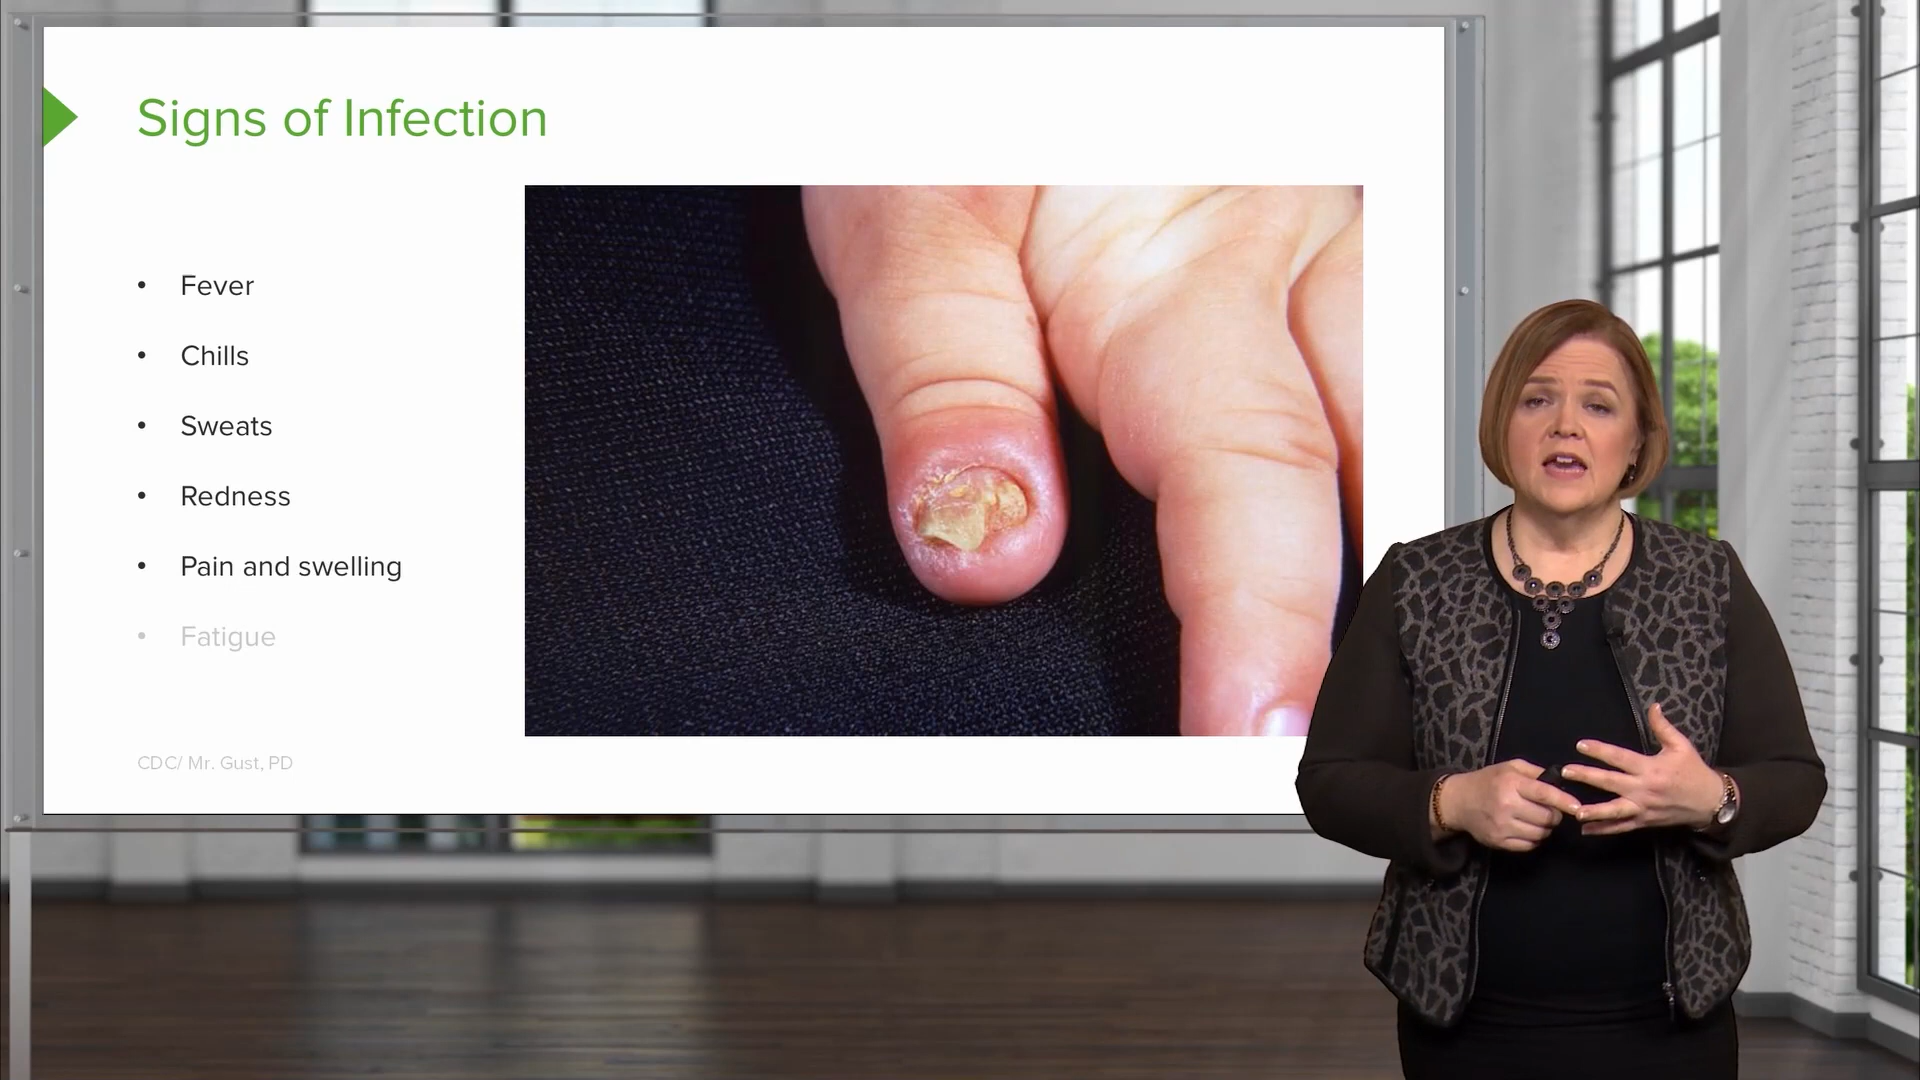 Signs of Infection
• Fever
• Chills
• Sweats
• Redness
• Pain and swelling
• Fatigue
CDC/ Mr. Gust, PD